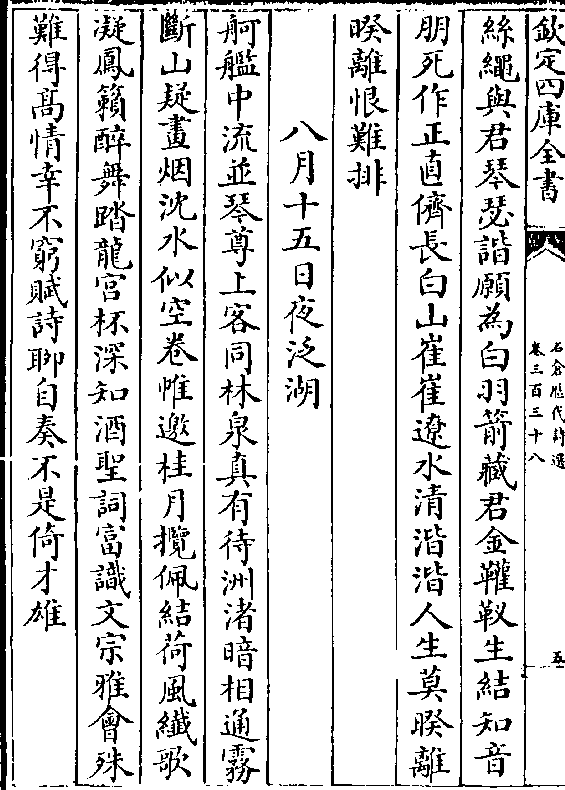 欽定四庫全書
石倉歷代詩選
卷三百三十八
五
絲繩與君琴瑟諧願為白羽箭藏君金鞾靫生結知音
朋死作正直儕長白山崔崔遼水清湝湝人生莫暌離
暌離恨難排
八月十五日夜泛湖
舸艦中流並琴尊上客同林泉真有待洲渚暗相通霧
斷山疑畫烟沈水似空卷帷邀桂月攬佩結荷風纖歌
凝鳳籟醉舞踏龍宮杯深知酒聖詞富識文宗雅會殊
難得髙情幸不窮賦詩聊自奏不是倚才雄